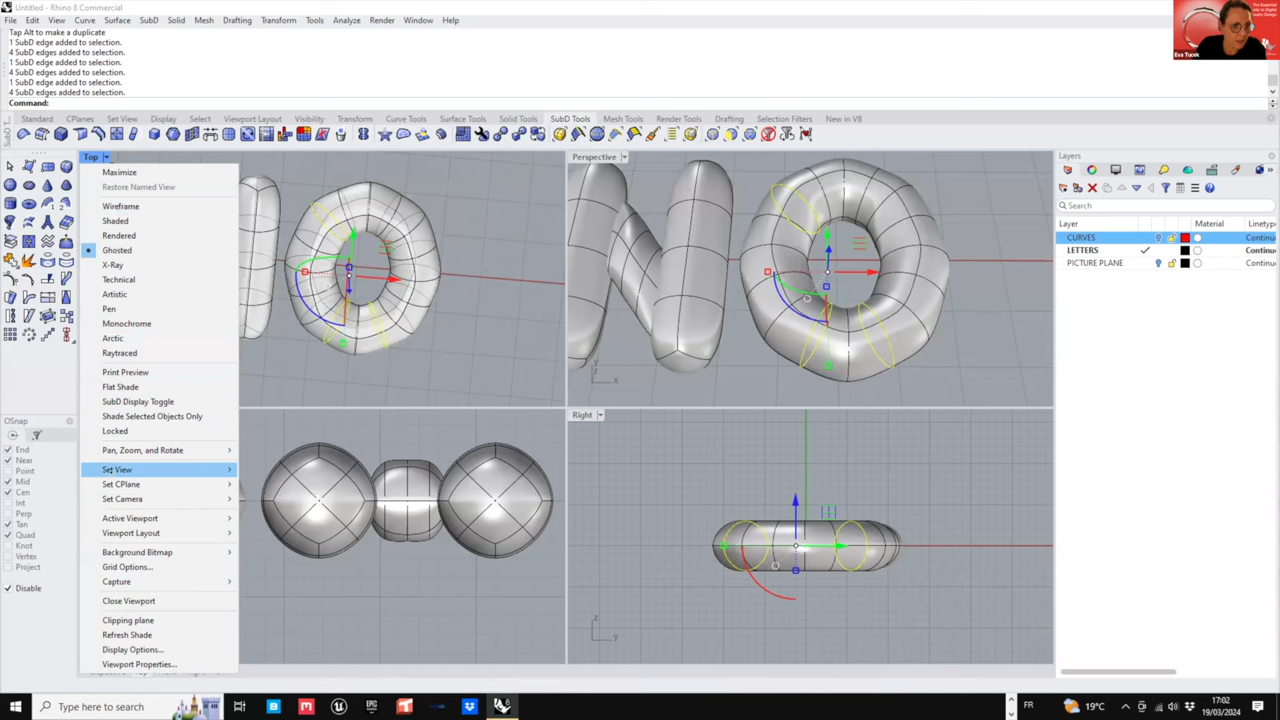 Untitled - Rhino 8 Commercial
File Edit View Curve Surface SubD Solid Mesh Drafting Transform Tools Analyze Render Window Help
Tap Alt to make a duplicate
1 SubD edge added to selection.
4 SubD edges added to selection.
1 SubD edge added to selection.
4 SubD edges added to selection.
1 SubD edge added to selection.
4 SubD edges added to selection.
Command:
Eva Tucek
Standard CPlanes Set View Display Select Viewport Layout Visibility Transform Curve Tools Surface Tools Solid Tools SubD Tools Mesh Tools Render Tools Drafting Selection Filters New in V8
SubD T...
Top
Perspective
Right
Maximize
Restore Named View
Wireframe
Shaded
Rendered
Ghosted
X-Ray
Technical
Artistic
Pen
Monochrome
Arctic
Raytraced
Print Preview
Flat Shade
SubD Display Toggle
Shade Selected Objects Only
Locked
Pan, Zoom, and Rotate
Set View
Set CPlane
Set Camera
Active Viewport
Viewport Layout
Background Bitmap
Grid Options...
Capture
Close Viewport
Clipping plane
Refresh Shade
Display Options...
Viewport Properties...
OSnap
End
Near
Point
Mid
Cen
Int
Perp
Tan
Quad
Knot
Vertex
Project
Disable
y
x
z
y
Layers
Search
Layer Material Linetyp
CURVES Continu
LETTERS Continu
PICTURE PLANE Continu
Type here to search
19°C
FR
17:02
19/03/2024